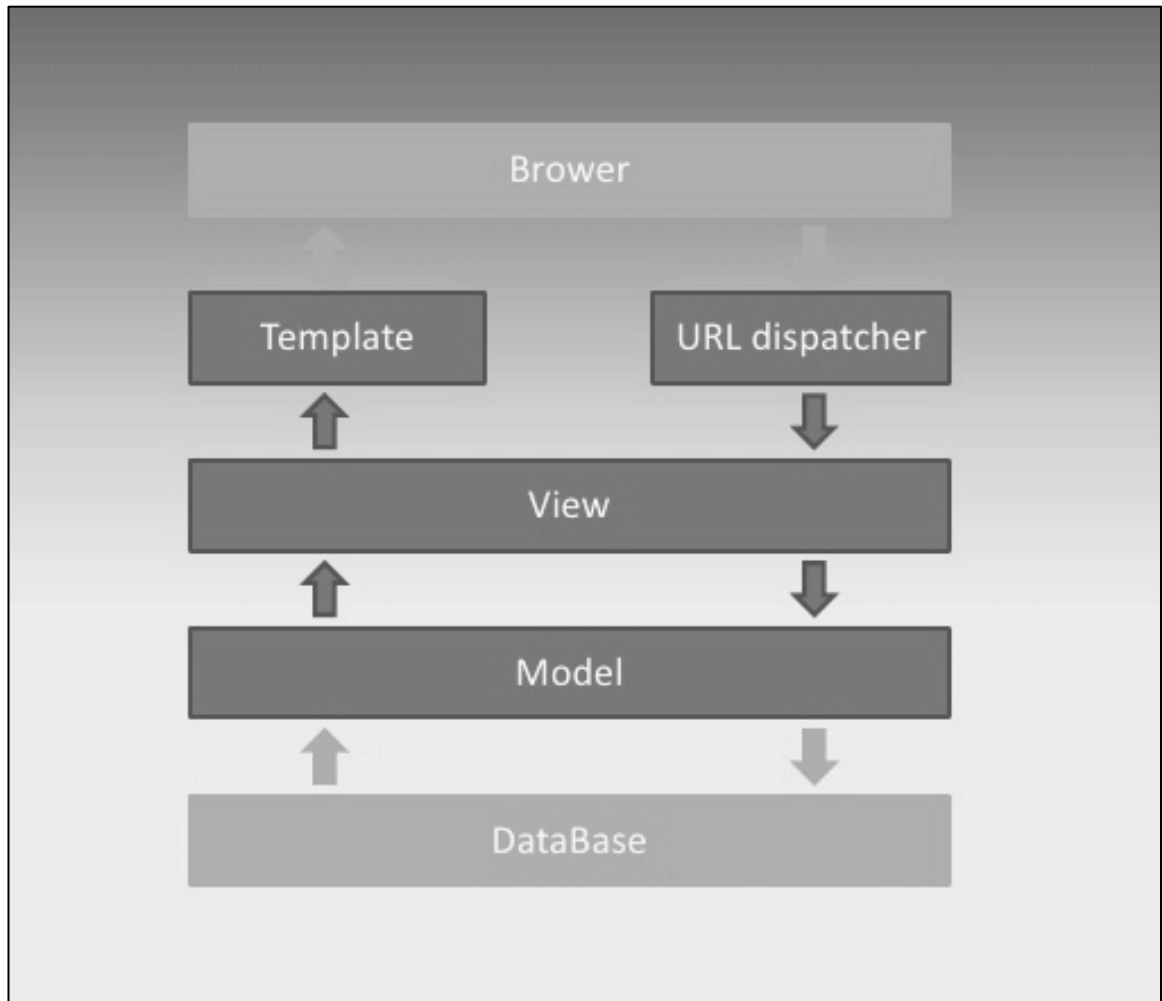 Brower
Template
URL dispatcher
View
Model
DataBase